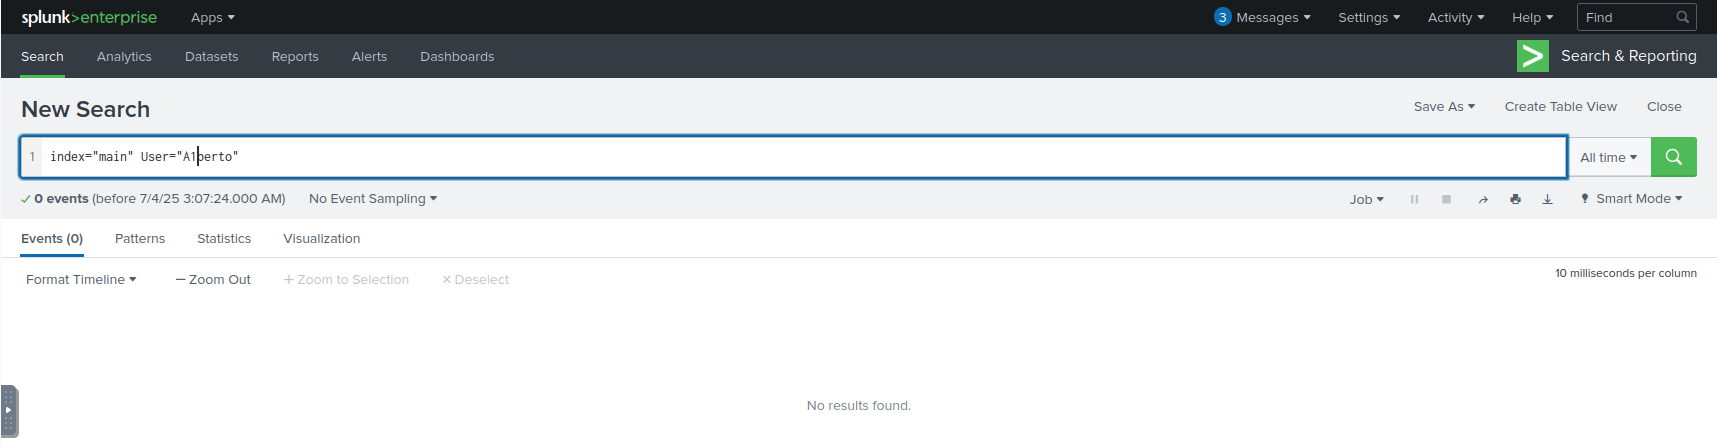 splunk>enterprise Apps 3 Messages Settings Activity Help Find
Search Analytics Datasets Reports Alerts Dashboards > Search & Reporting
New Search Save As Create Table View Close
1 index="main" User="A1berto" All time
✓ 0 events (before 7/4/25 3:07:24.000 AM) No Event Sampling Job Smart Mode
Events (0) Patterns Statistics Visualization
Format Timeline — Zoom Out + Zoom to Selection × Deselect 10 milliseconds per column
No results found.